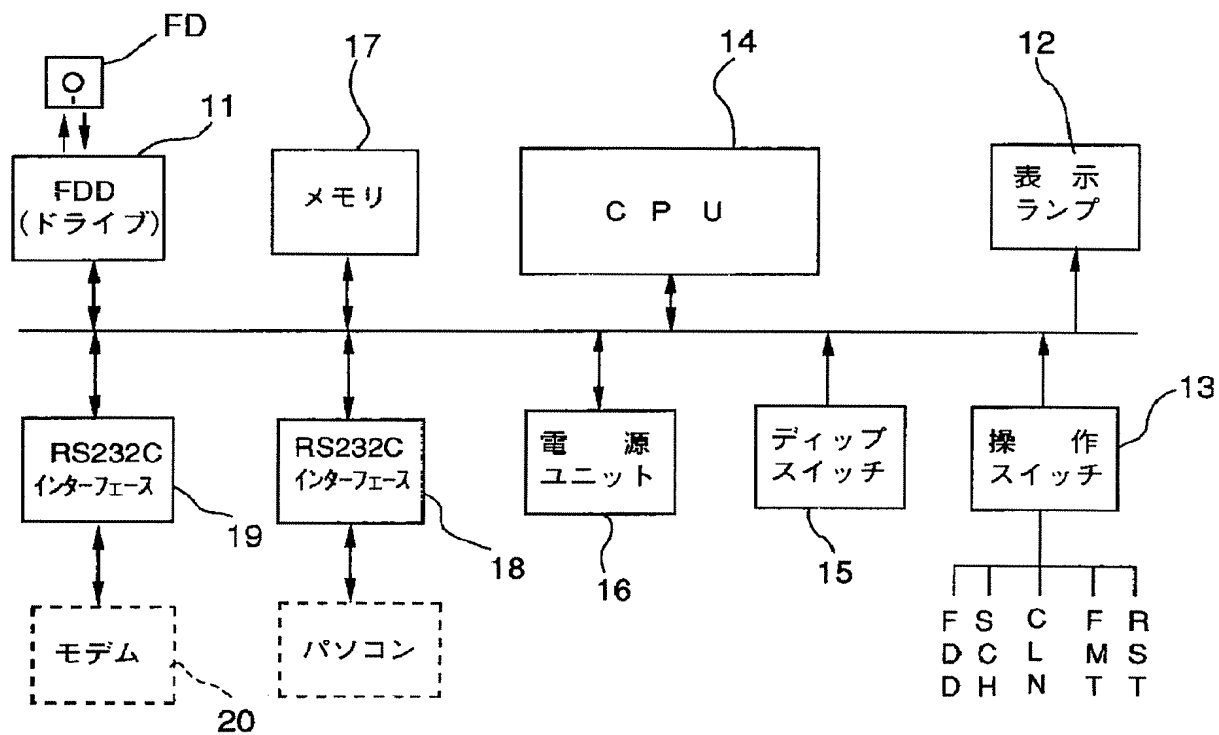 FD
17
14
12
11
FDD
(ドライブ)
メモリ
C P U
表 示
ランプ
RS232C
インターフェース
RS232C
インターフェース
電 源
ユニット
ディップ
スイッチ
操 作
スイッチ
13
19
18
16
15
モデム
20
パソコン
FDD
SCH
CLN
FMT
RST